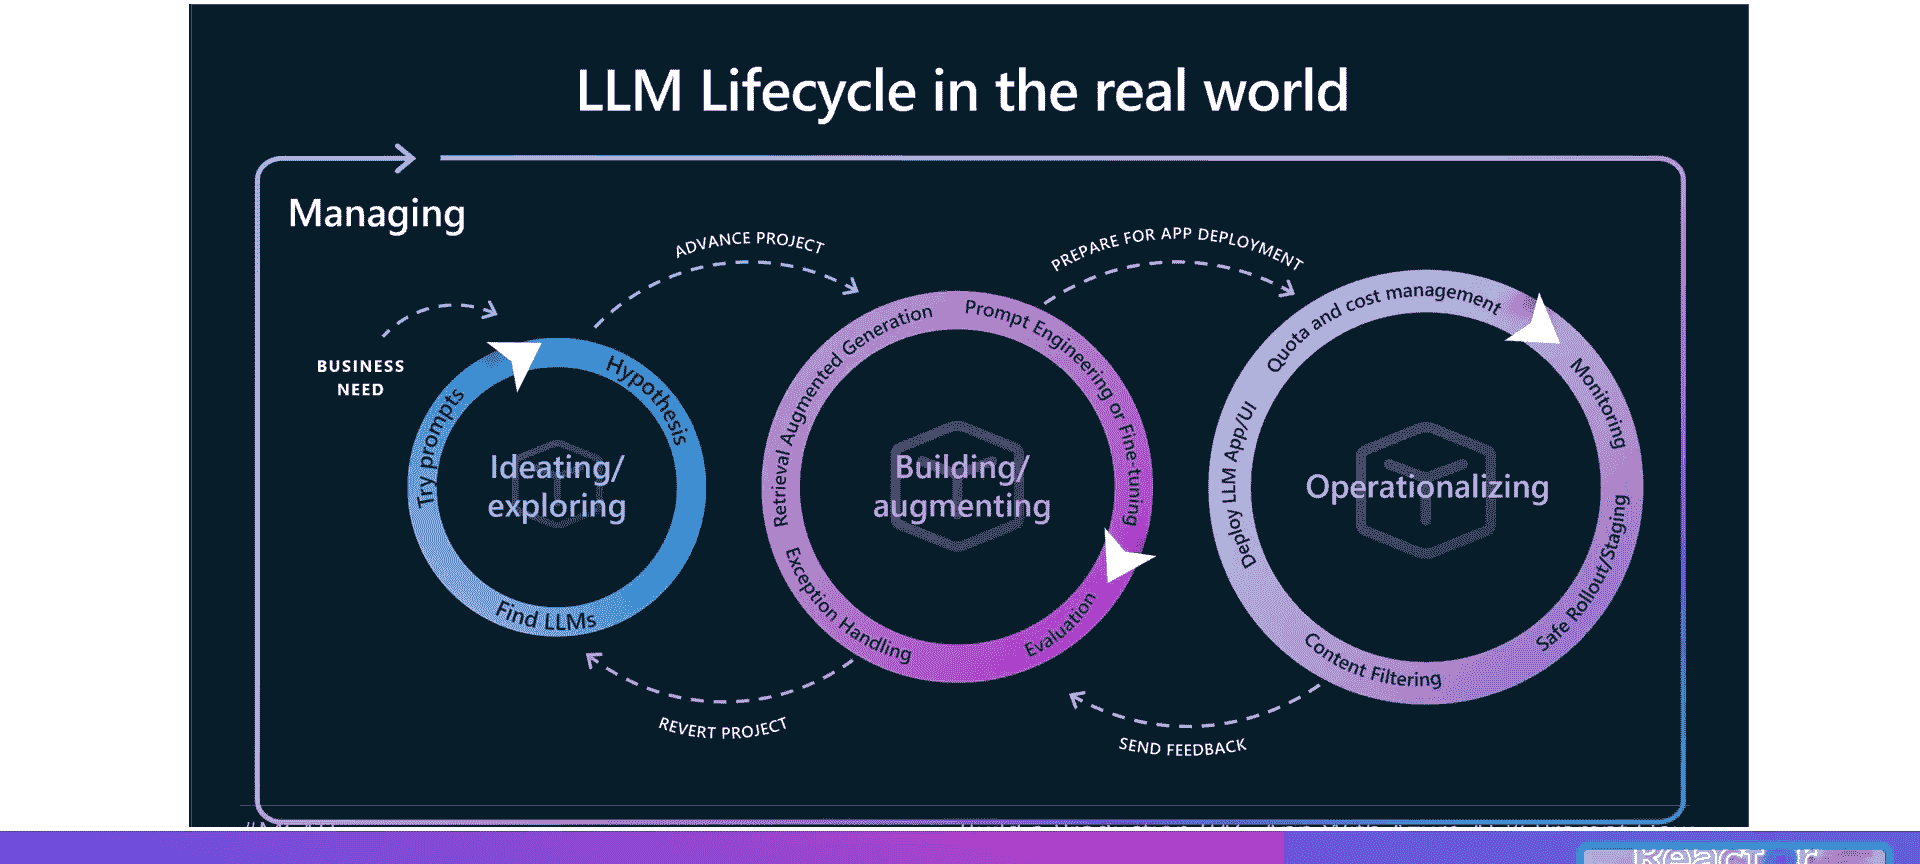 LLM Lifecycle in the real world
Managing
BUSINESS
NEED
ADVANCE PROJECT
PREPARE FOR APP DEPLOYMENT
Try prompts
Hypothesis
Find LLMs
Ideating/
exploring
Retrieval Augmented Generation
Prompt Engineering or Fine-tuning
Evaluation
Exception Handling
Building/
augmenting
Quota and cost management
Monitoring
Safe Rollout/Staging
Content Filtering
Deploy LLM App/UI
Operationalizing
REVERT PROJECT
SEND FEEDBACK
Reactor